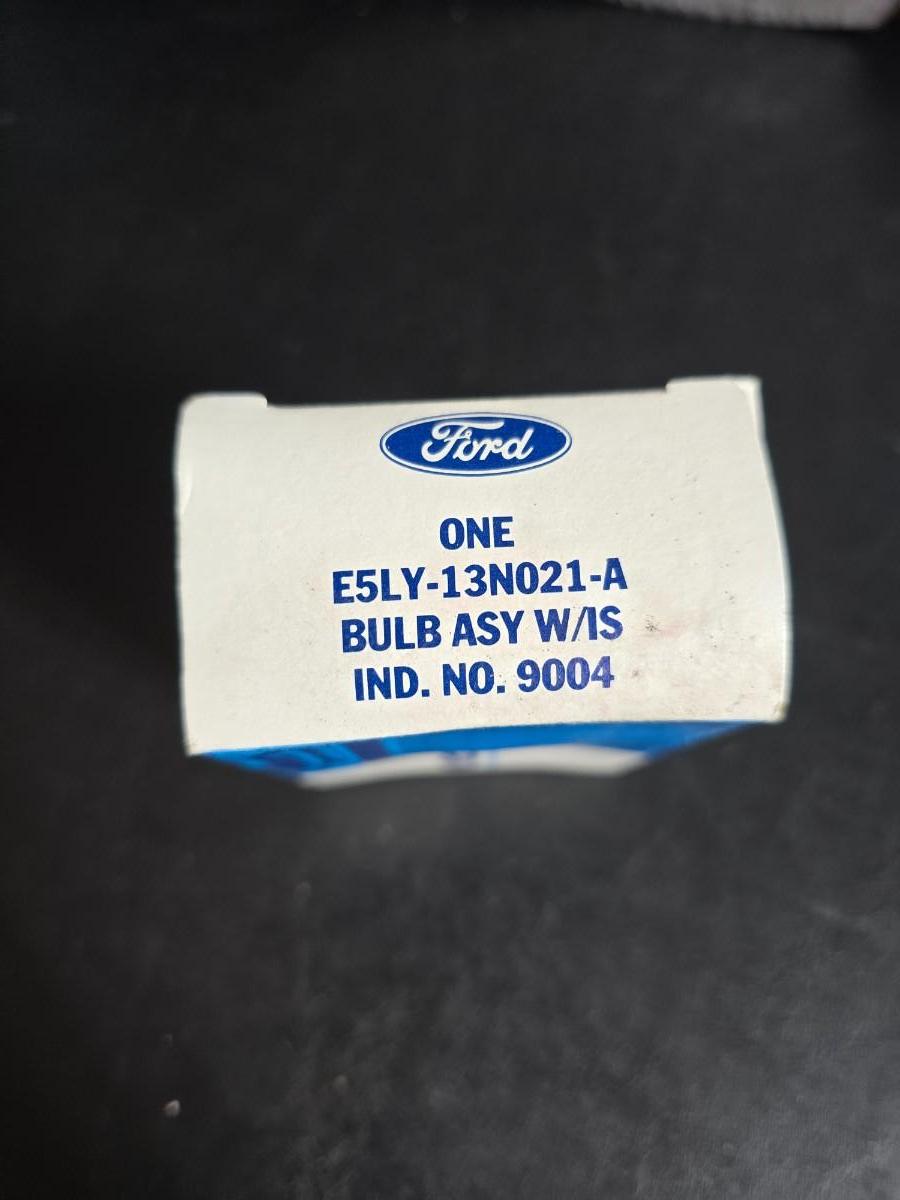 Ford
ONE
E5LY-13N021-A
BULB ASY W/IS
IND. NO. 9004